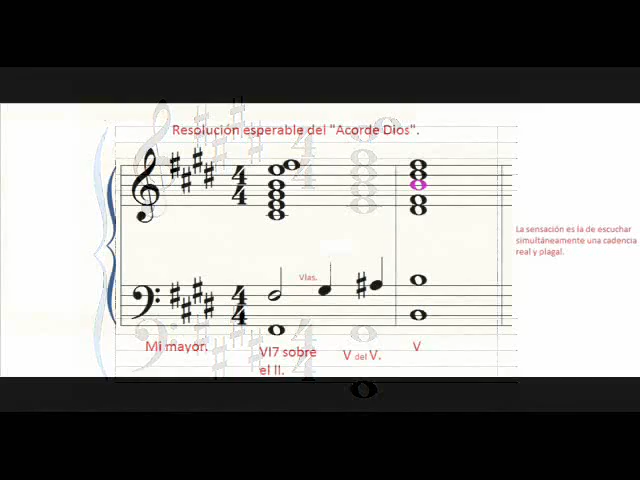 Resolución esperable del "Acorde Dios".
La sensación es la de escuchar
simultáneamente una cadencia
real y plagal.
Vlas.
Mi mayor.
VI7 sobre
el II.
V del V.
V